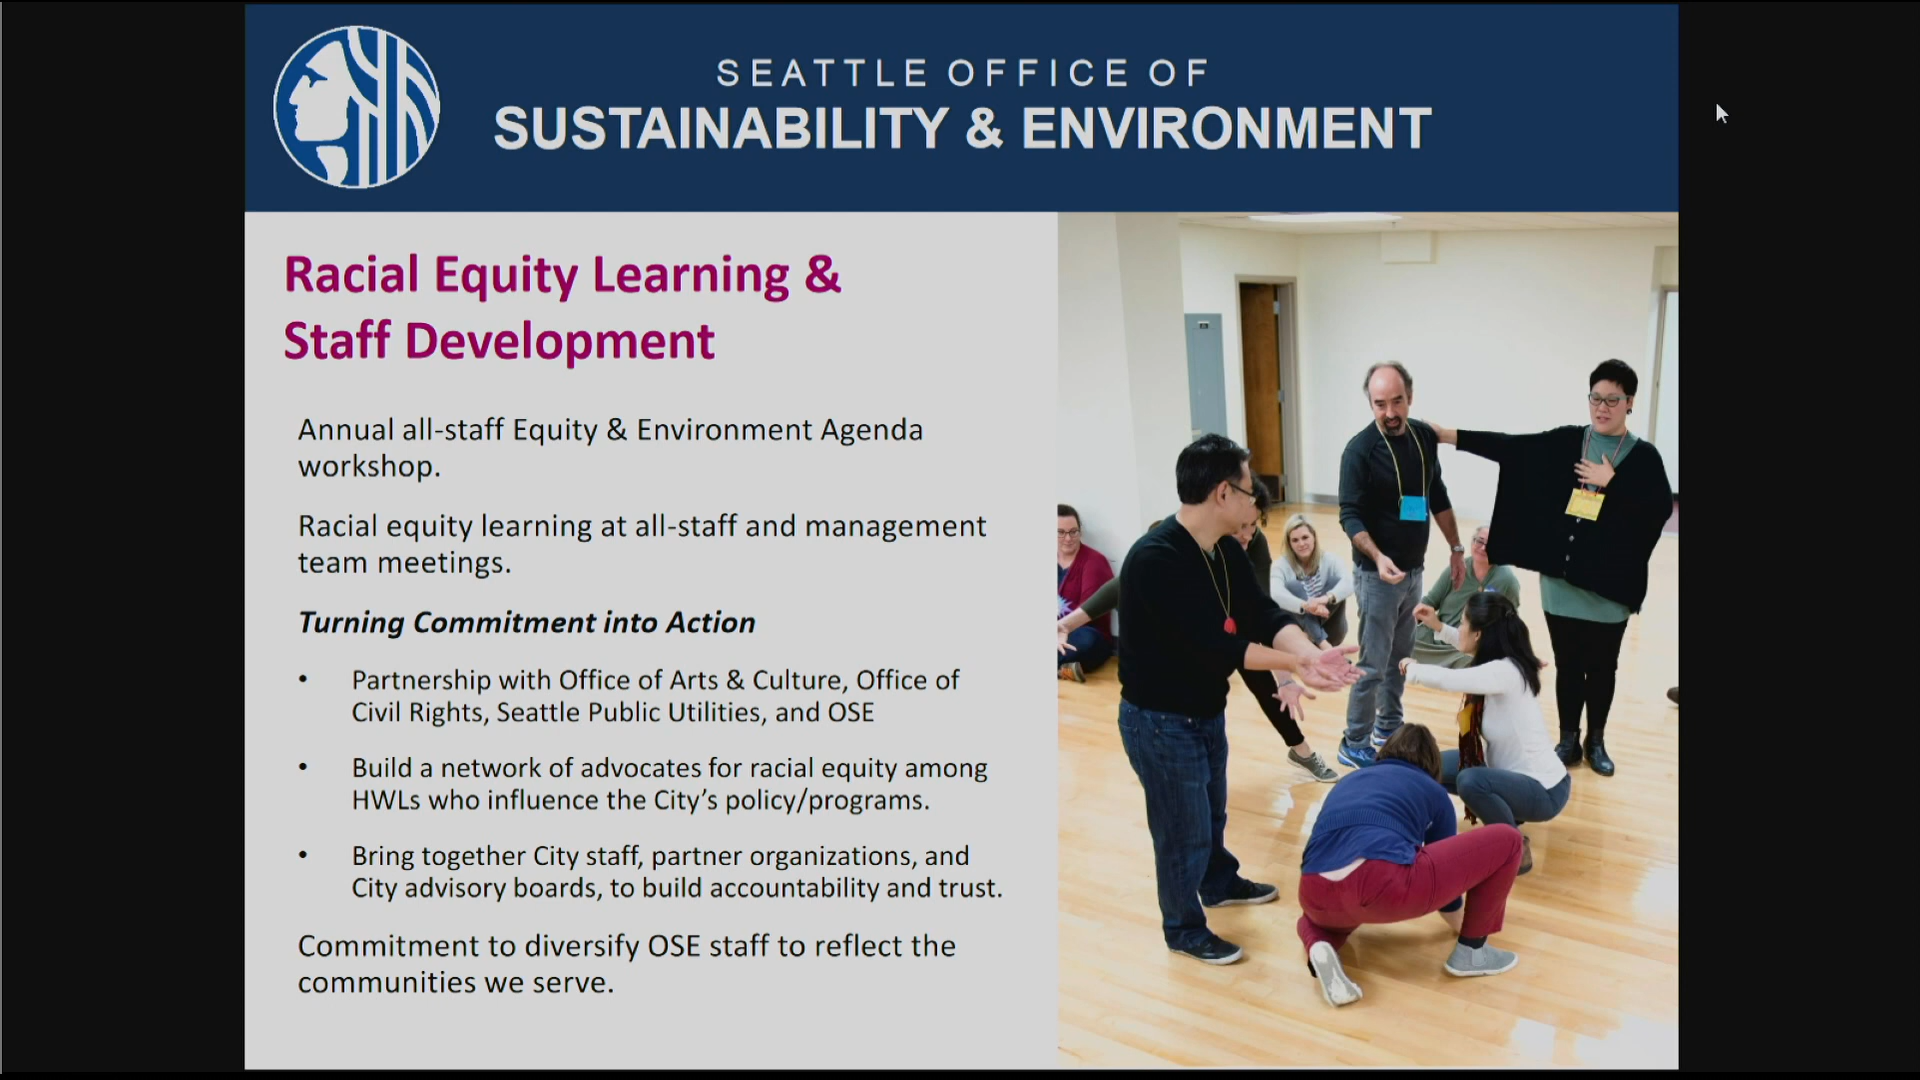 SEATTLE OFFICE OF
SUSTAINABILITY & ENVIRONMENT
Racial Equity Learning &
Staff Development
Annual all-staff Equity & Environment Agenda
workshop.
Racial equity learning at all-staff and management
team meetings.
Turning Commitment into Action
• Partnership with Office of Arts & Culture, Office of
Civil Rights, Seattle Public Utilities, and OSE
• Build a network of advocates for racial equity among
HWLs who influence the City's policy/programs.
• Bring together City staff, partner organizations, and
City advisory boards, to build accountability and trust.
Commitment to diversify OSE staff to reflect the
communities we serve.